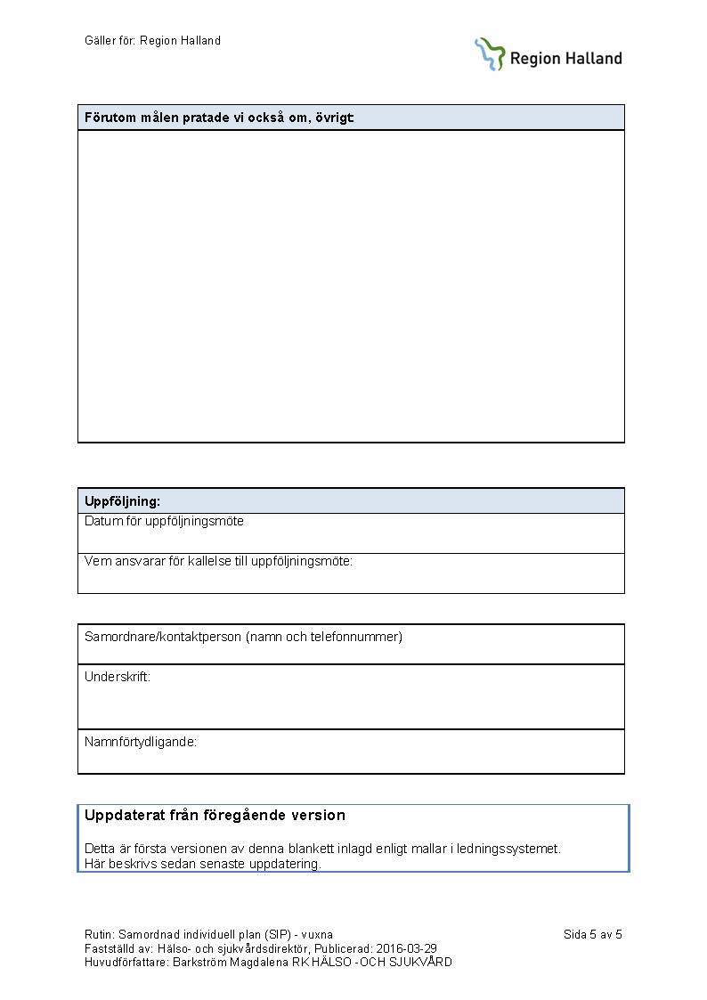 Gäller för: Region Halland
Region Halland
Förutom målen pratade vi också om, övrigt:
Uppföljning:
Datum för uppföljningsmöte
Vem ansvarar för kallelse till uppföljningsmöte:
Samordnare/kontaktperson (namn och telefonnummer)
Underskrift:
Namnförtydligande:
Uppdaterat från föregående version
Detta är första versionen av denna blankett inlagd enligt mallar i ledningssystemet.
Här beskrivs sedan senaste uppdatering.
Rutin: Samordnad individuell plan (SIP) - vuxna
Sida 5 av 5
Fastställd av: Hälso- och sjukvårdsdirektör, Publicerad: 2016-03-29
Huvudförfattare: Barkström Magdalena RK HÄLSO -OCH SJUKVÅRD